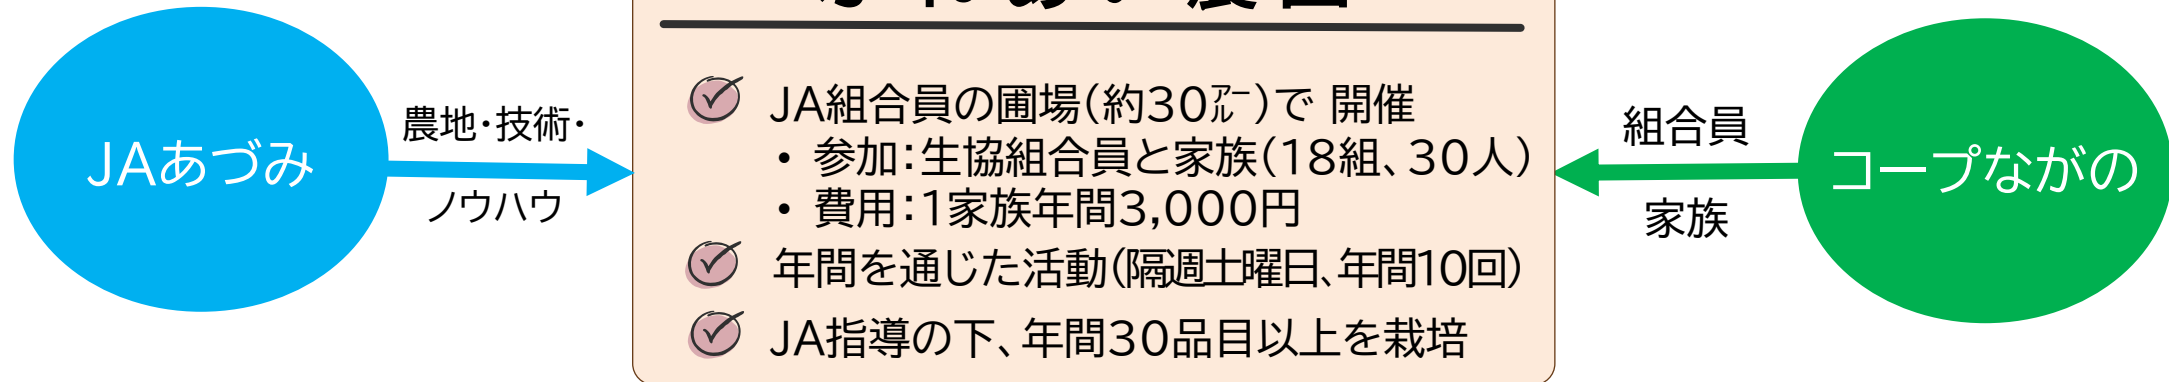 JAあづみ
農地・技術・
ノウハウ
JA組合員の圃場(約30㌃)で 開催
• 参加:生協組合員と家族(18組、30人)
• 費用:1家族年間3,000円
年間を通じた活動(隔週土曜日、年間10回)
JA指導の下、年間30品目以上を栽培
組合員
家族
コープながの